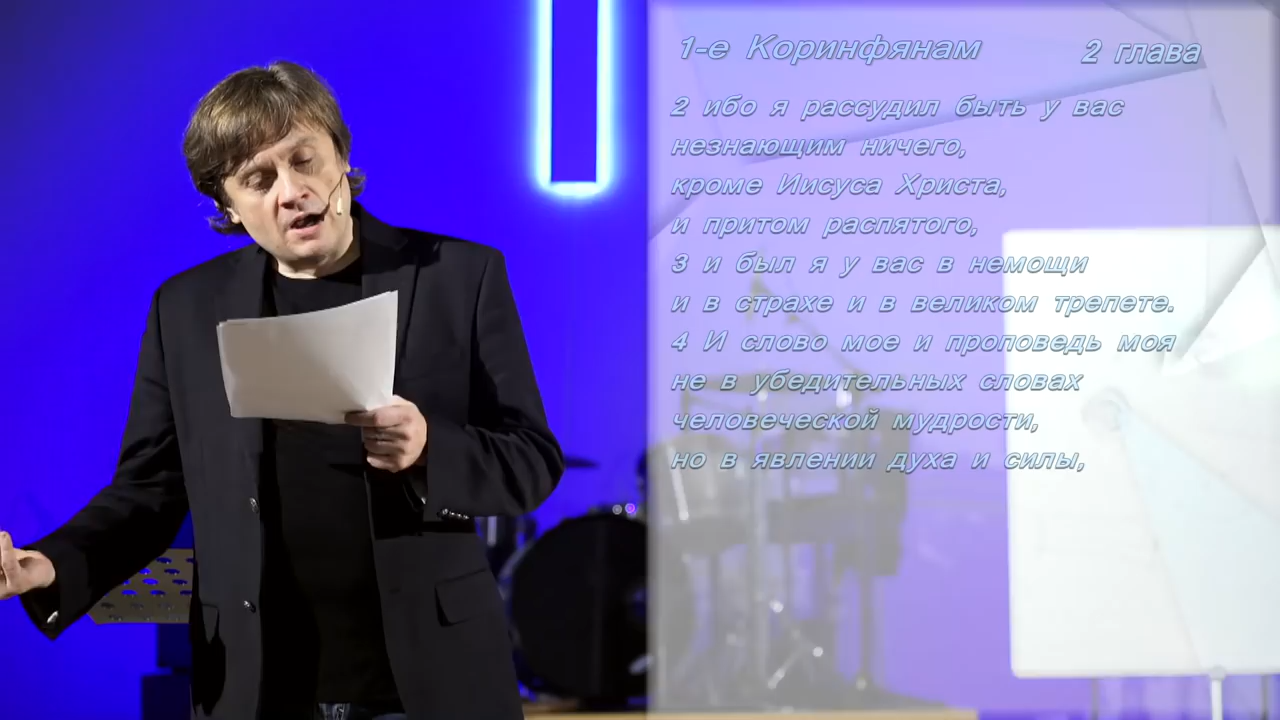 1-е Коринфянам 2 глава
2 ибо я рассудил быть у вас
незнающим ничего,
кроме Иисуса Христа,
и притом распятого,
3 и был я у вас в немощи
и в страхе и в великом трепете.
4 И слово мое и проповедь моя
не в убедительных словах
человеческой мудрости,
но в явлении духа и силы,